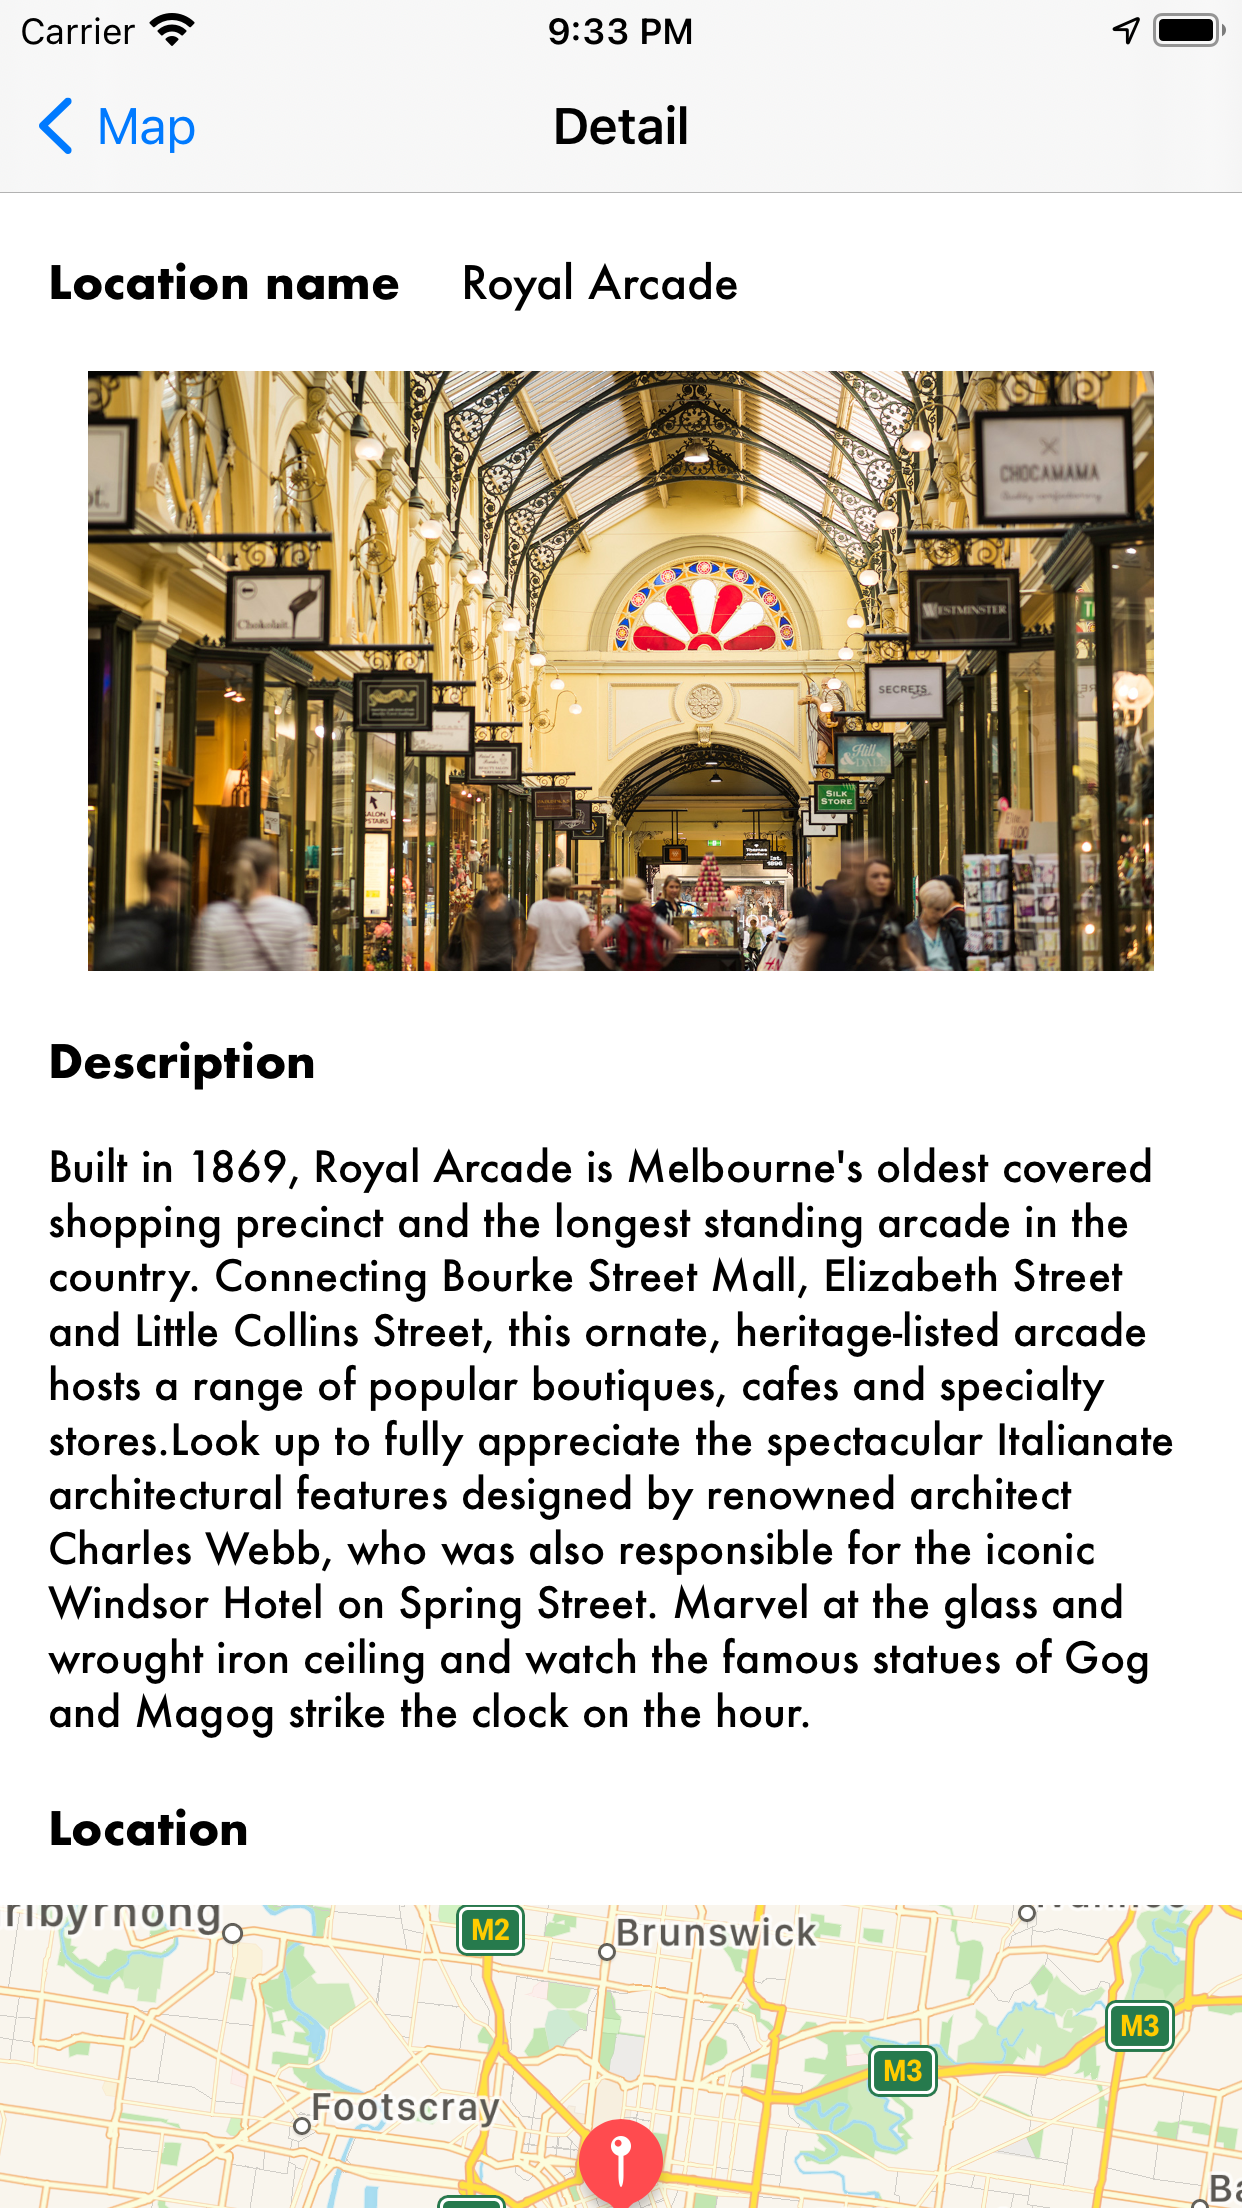 Carrier
9:33 PM
Map
Detail
Location name Royal Arcade
CHOCAMAMA
Chokolait.
WESTMINSTER
SECRETS
Hill
& DALE
SILK
STORE
Thomas
Est.
1896
Description
Built in 1869, Royal Arcade is Melbourne's oldest covered
shopping precinct and the longest standing arcade in the
country. Connecting Bourke Street Mall, Elizabeth Street
and Little Collins Street, this ornate, heritage-listed arcade
hosts a range of popular boutiques, cafes and specialty
stores.Look up to fully appreciate the spectacular Italianate
architectural features designed by renowned architect
Charles Webb, who was also responsible for the iconic
Windsor Hotel on Spring Street. Marvel at the glass and
wrought iron ceiling and watch the famous statues of Gog
and Magog strike the clock on the hour.
Location
M2
Brunswick
M3
M3
Footscray